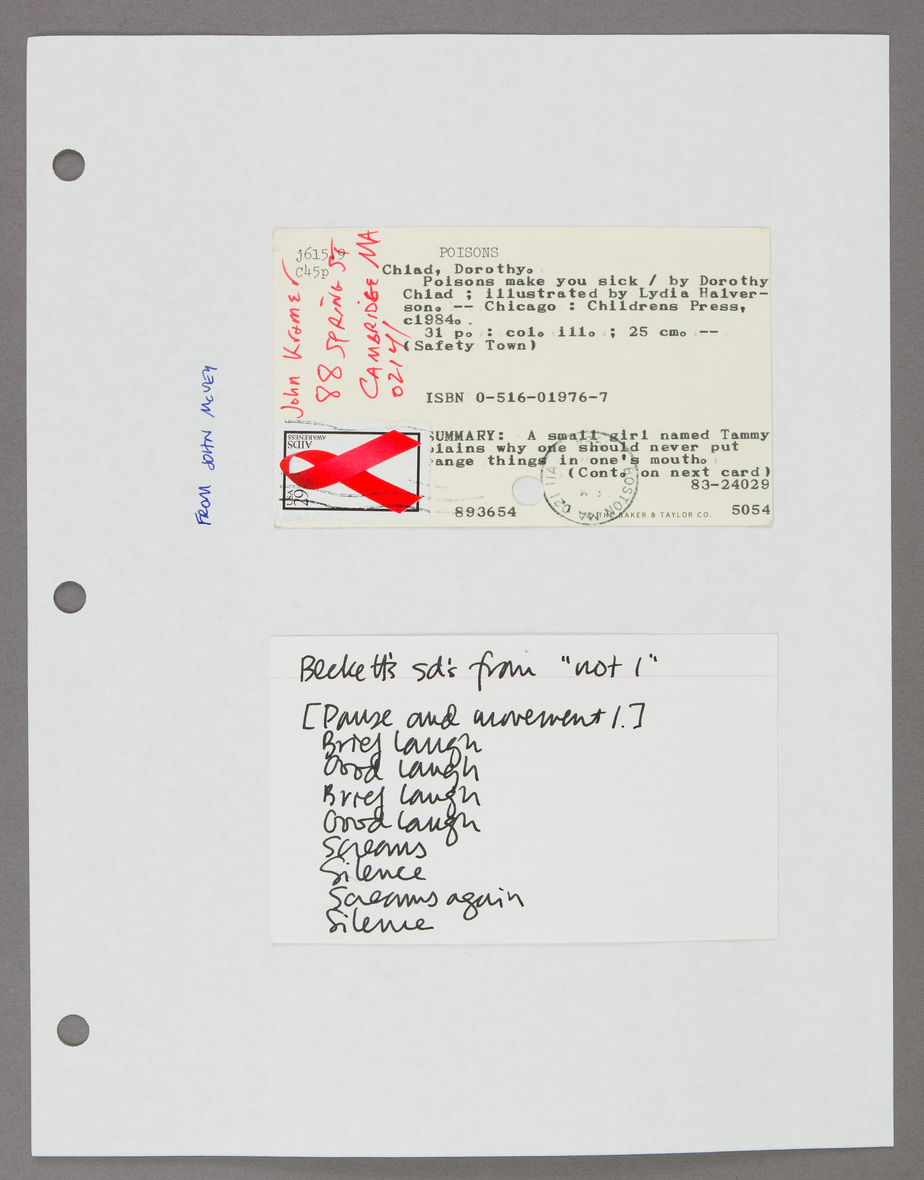 POISONS
j615.9
C45p
Chlad, Dorothy.
Poisons make you sick / by Dorothy
Chlad ; illustrated by Lydia Halver-
son. -- Chicago : Childrens Press,
c1984.
31 p. : col. ill. ; 25 cm. --
(Safety Town)
ISBN 0-516-01976-7
SUMMARY: A small girl named Tammy
plains why one should never put
ange things in one's mouth.
(Cont. on next card)
83-24029
893654
THE BAKER & TAYLOR CO.
5054
John Kramer
88 SPRING ST
CAMBRIDGE MA
02141
AIDS
AWARENESS
USA
29
BOSTON MA 021
FROM JOHN McVEY
Beckett's sd's from "not I"
[Pause and movement 1.]
Brief laugh
Good laugh
Brief laugh
Good laugh
Screams
Silence
Screams again
Silence